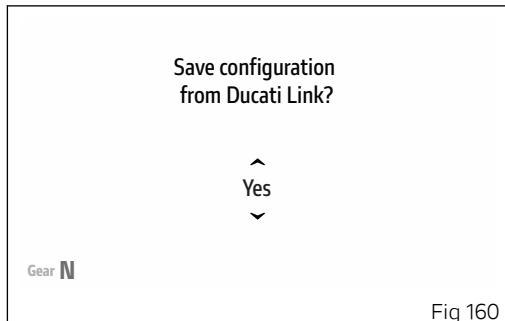 Save configuration
from Ducati Link?
Yes
Gear N
Fig 160